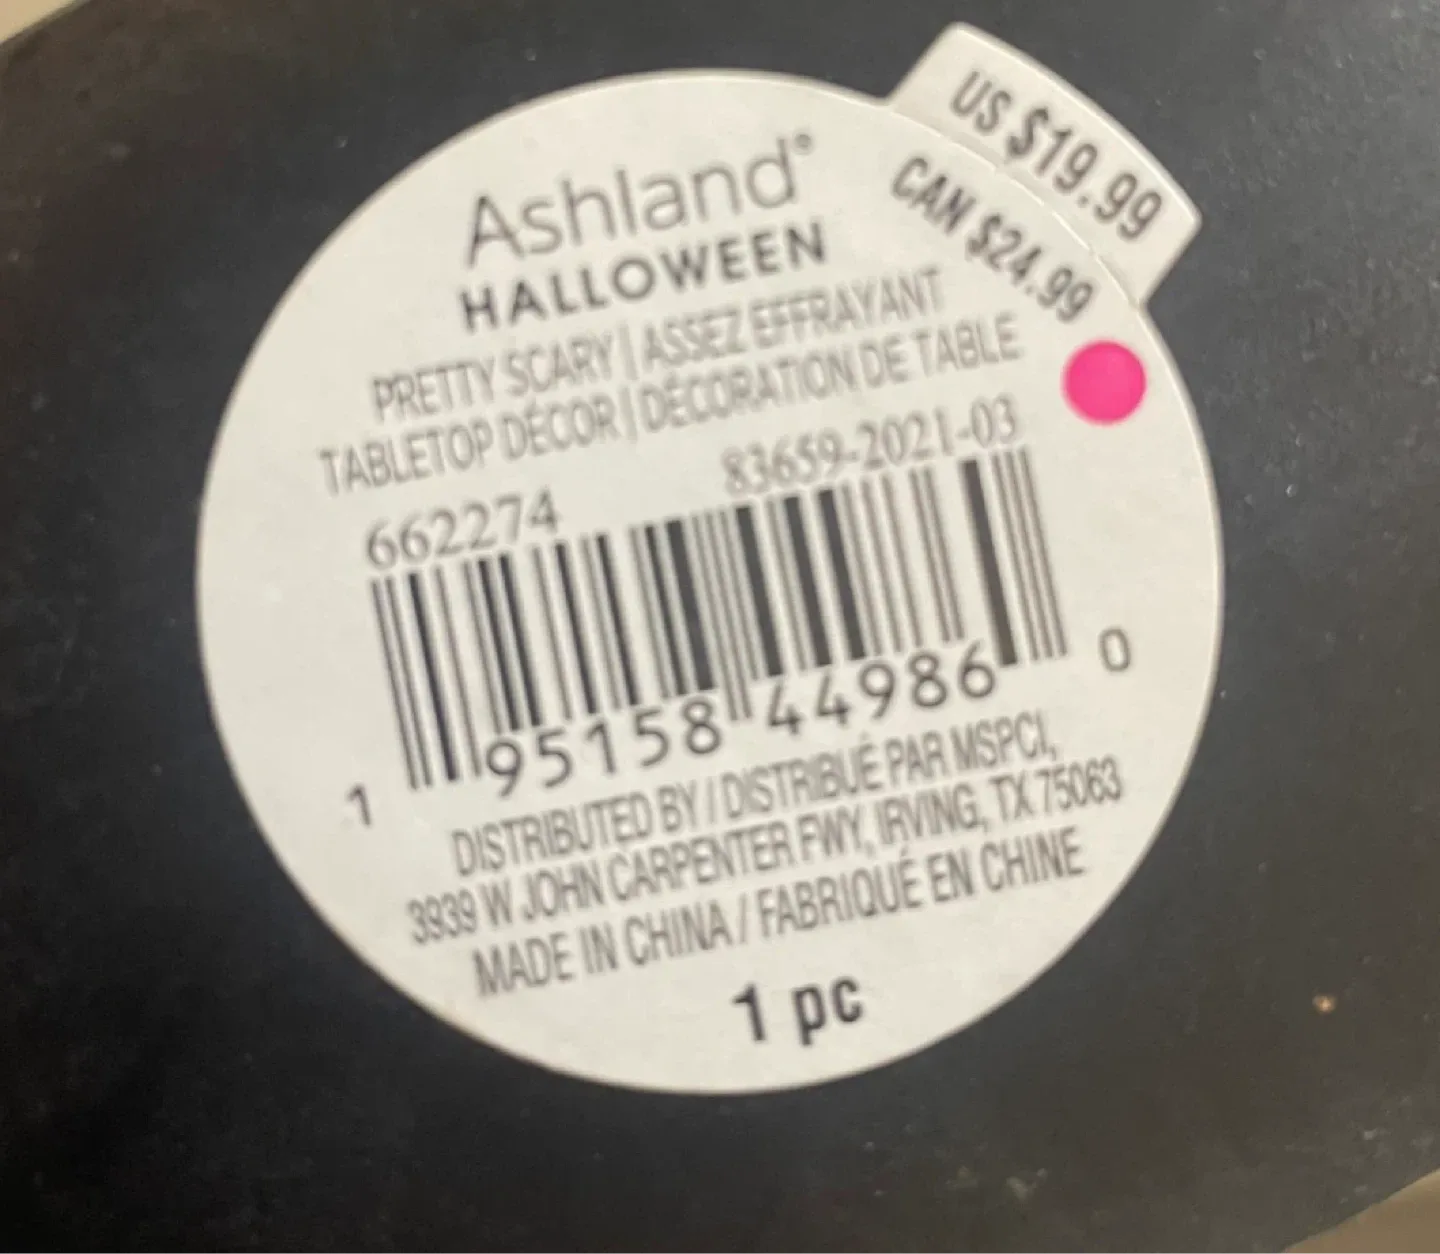 US $19.99
CAN $24.99
Ashland®
HALLOWEEN
PRETTY SCARY | ASSEZ EFFRAYANT
TABLETOP DÉCOR | DÉCORATION DE TABLE
83659-2021-03
662274
1 95158 44986 0
DISTRIBUTED BY / DISTRIBUÉ PAR MSPCI,
3939 W JOHN CARPENTER FWY, IRVING, TX 75063
MADE IN CHINA / FABRIQUÉ EN CHINE
1 pc